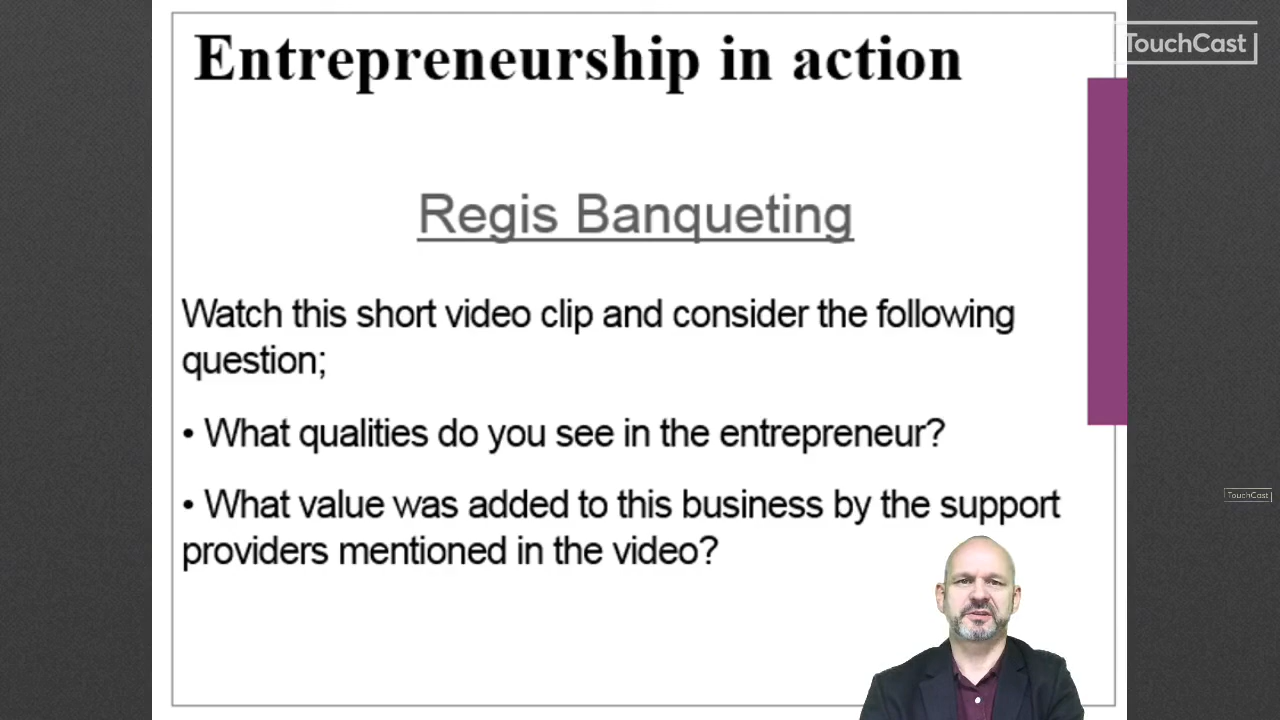 Entrepreneurship in action
TouchCast
Regis Banqueting
Watch this short video clip and consider the following
question;
• What qualities do you see in the entrepreneur?
• What value was added to this business by the support
providers mentioned in the video?
TouchCast